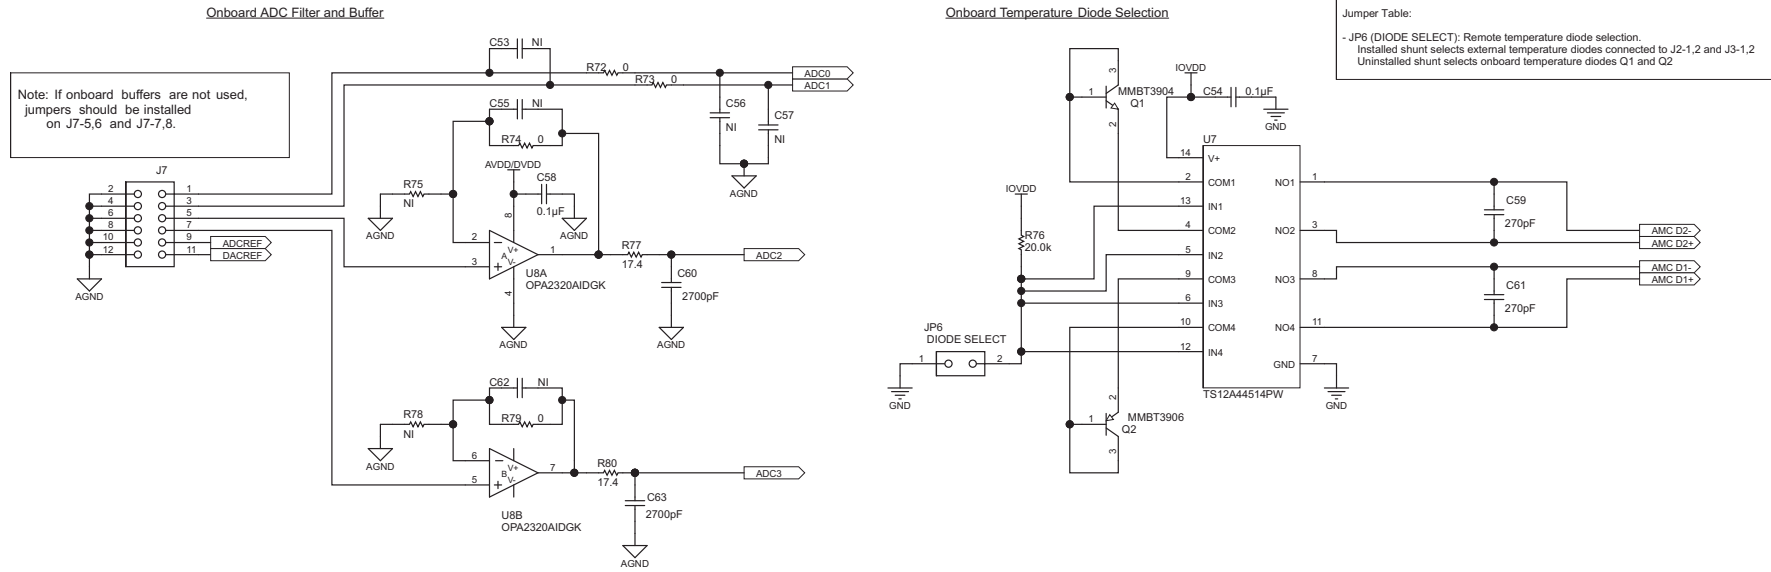 Onboard ADC Filter and Buffer
Note: If onboard buffers are not used,
jumpers should be installed
on J7-5,6 and J7-7,8.
J7
2
4
6
8
10
12
1
3
5
7
9
11
ADCREF
DACREF
AGND
C53
NI
R72
0
R73
0
ADC0
ADC1
C56
NI
C57
NI
AGND
C55
NI
R74
0
AVDD/DVDD
R75
NI
AGND
C58
0.1µF
AGND
8
2
3
1
4
V+
A
V-
U8A
OPA2320AIDGK
AGND
R77
17.4
C60
2700pF
AGND
ADC2
C62
NI
R79
0
R78
NI
AGND
6
5
7
V+
B
V-
U8B
OPA2320AIDGK
R80
17.4
C63
2700pF
AGND
ADC3
Onboard Temperature Diode Selection
Jumper Table:
- JP6 (DIODE SELECT): Remote temperature diode selection.
Installed shunt selects external temperature diodes connected to J2-1,2 and J3-1,2
Uninstalled shunt selects onboard temperature diodes Q1 and Q2
3
1
2
MMBT3904
Q1
IOVDD
C54
0.1µF
GND
U7
14
V+
2
COM1
13
IN1
4
COM2
5
IN2
9
COM3
6
IN3
10
COM4
12
IN4
NO1
1
NO2
3
NO3
8
NO4
11
GND
7
TS12A44514PW
GND
IOVDD
R76
20.0k
JP6
DIODE SELECT
1
2
GND
2
1
3
MMBT3906
Q2
C59
270pF
AMC D2-
AMC D2+
AMC D1-
AMC D1+
C61
270pF